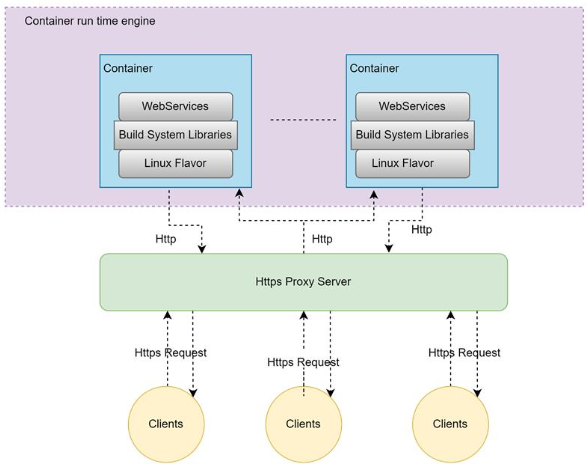 Container run time engine
Container
Container
WebServices
WebServices
Build System Libraries
Build System Libraries
Linux Flavor
Linux Flavor
Http
Http
Http
Https Proxy Server
Https Request
Https Request
Https Request
Clients
Clients
Clients